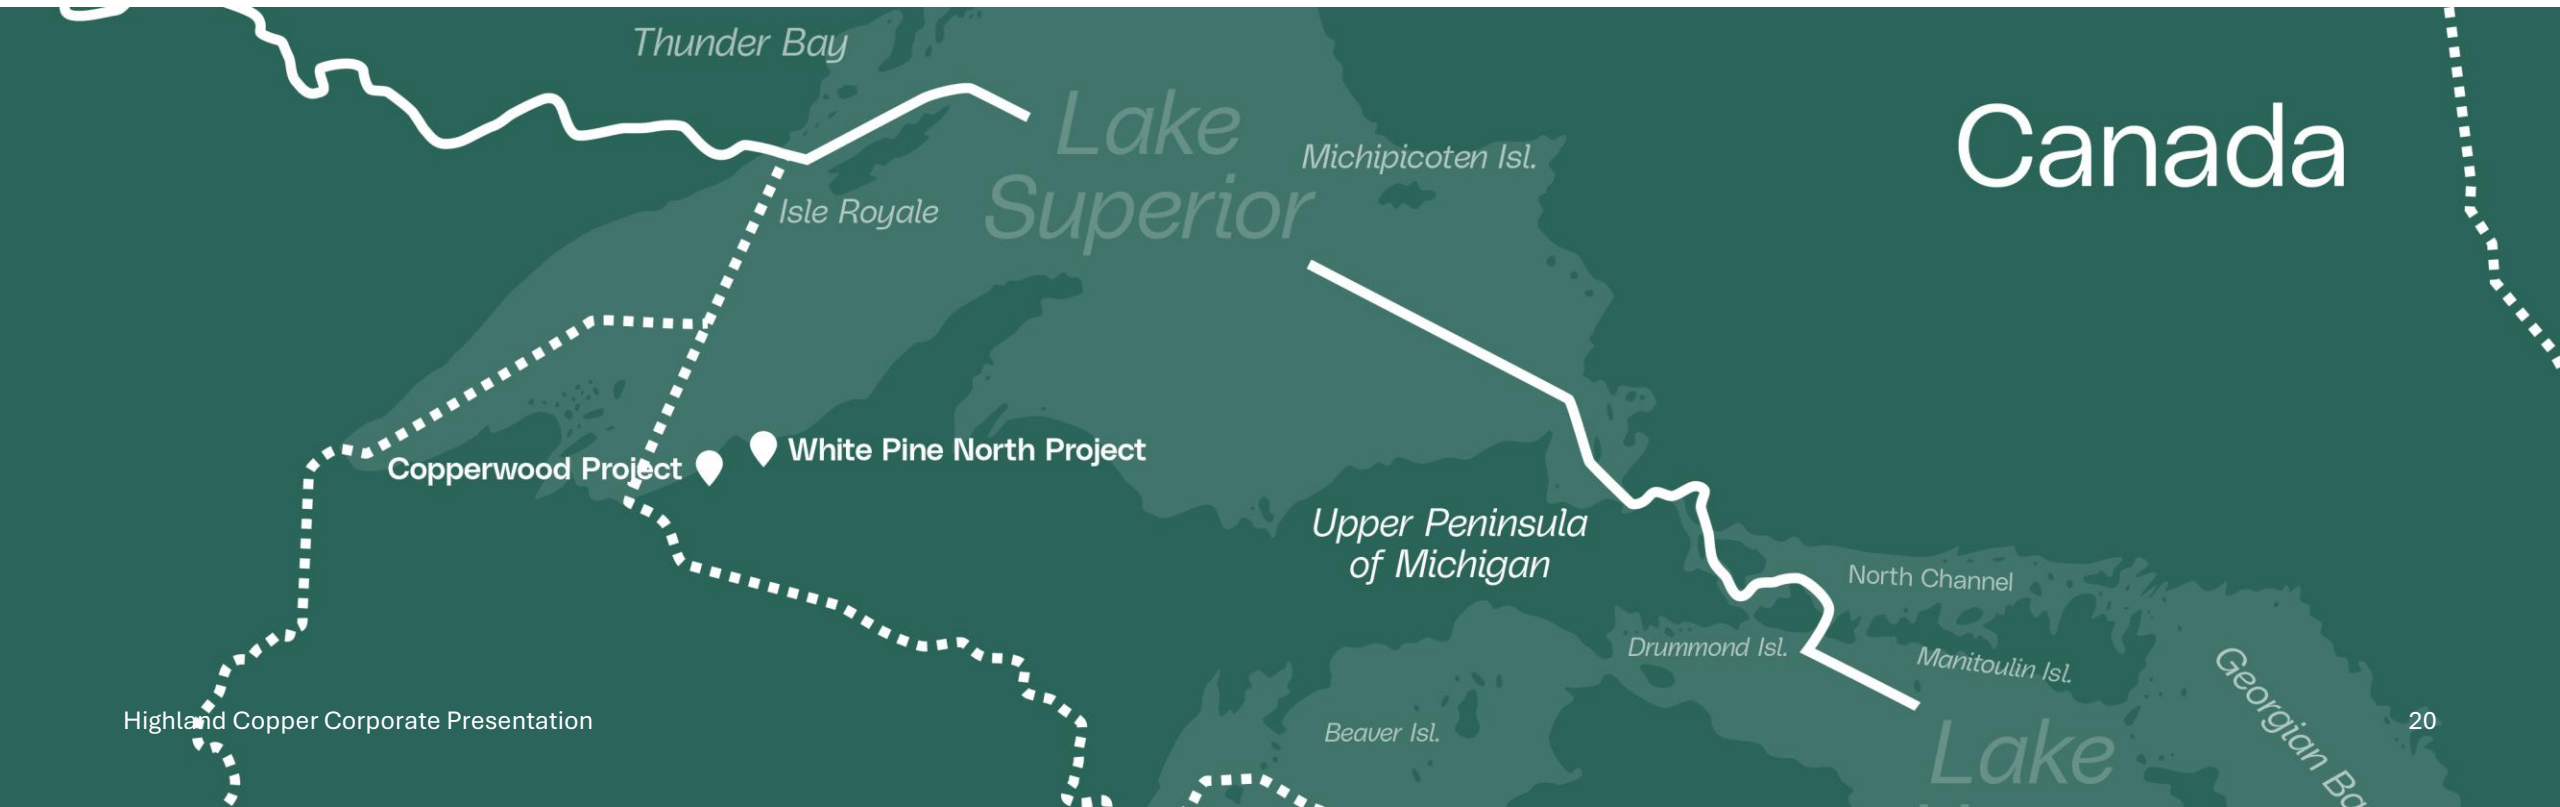 Thunder Bay
Lake
Superior
Michipicoten Isl.
Canada
Isle Royale
Copperwood Project
White Pine North Project
Upper Peninsula
of Michigan
North Channel
Drummond Isl.
Manitoulin Isl.
Georgian
Beaver Isl.
Lake
Highland Copper Corporate Presentation
20